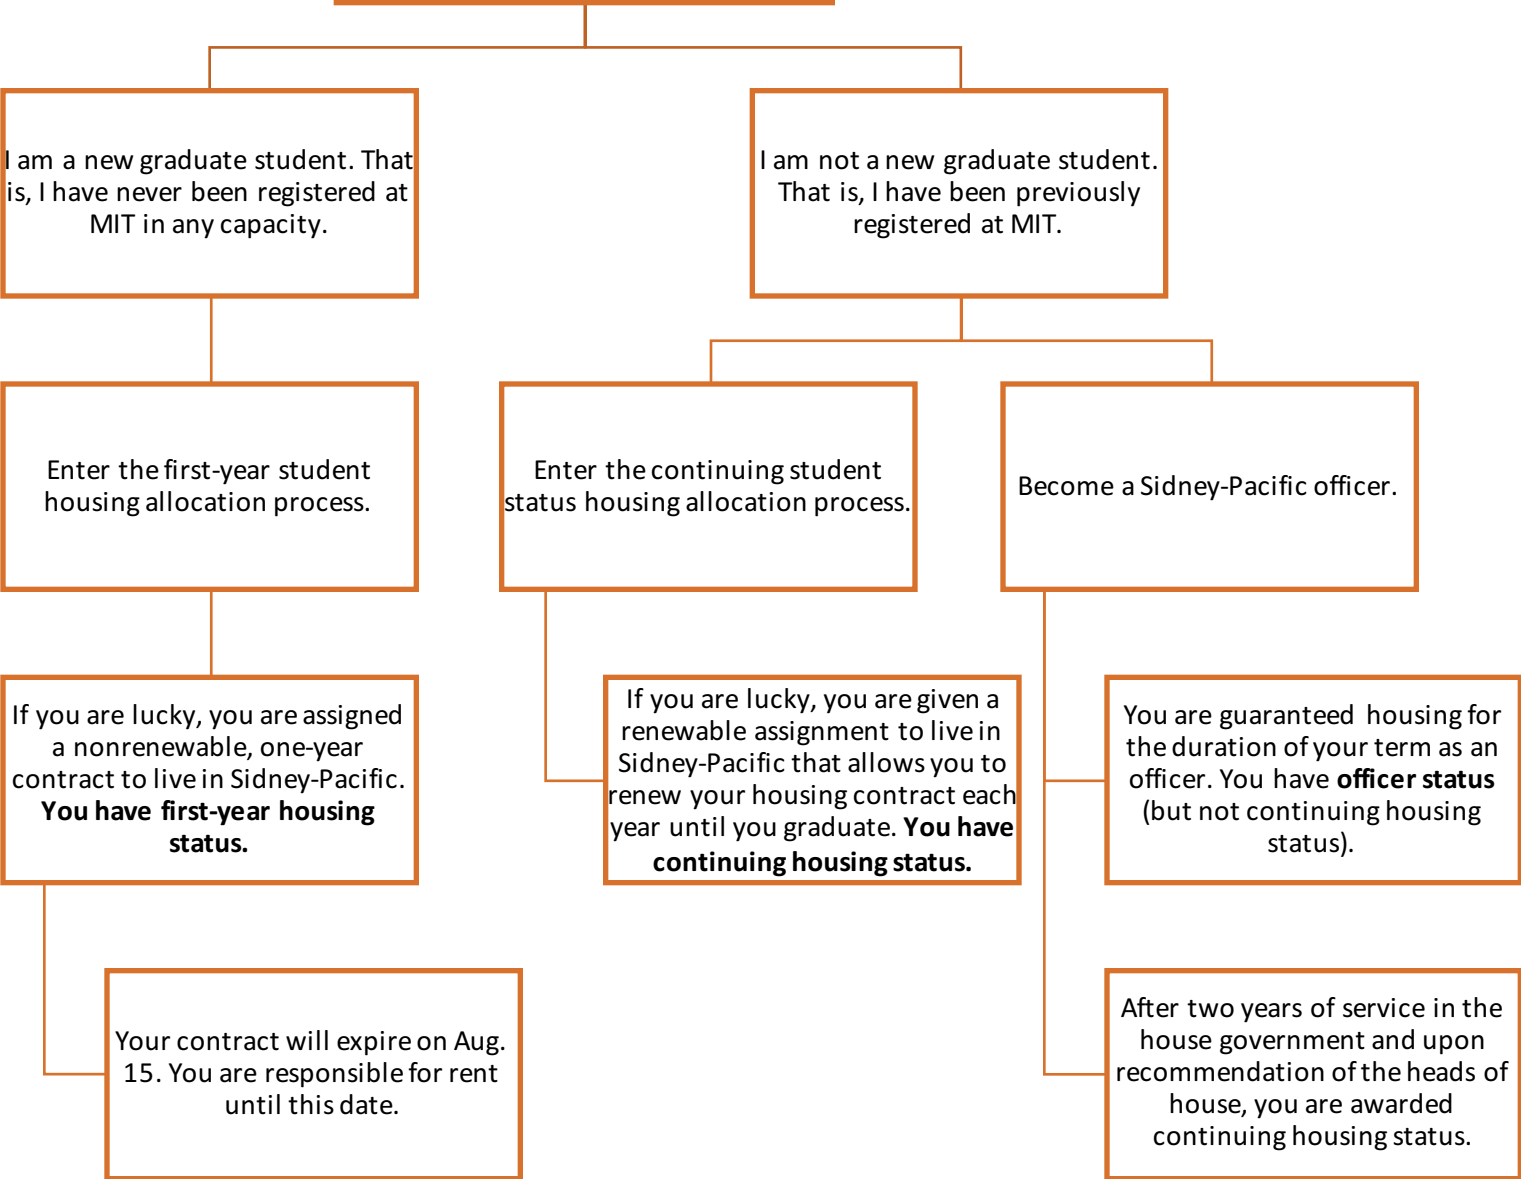 I am a new graduate student. That
is, I have never been registered at
MIT in any capacity.
I am not a new graduate student.
That is, I have been previously
registered at MIT.
Enter the first-year student
housing allocation process.
Enter the continuing student
status housing allocation process.
Become a Sidney-Pacific officer.
If you are lucky, you are assigned
a nonrenewable, one-year
contract to live in Sidney-Pacific.
You have first-year housing
status.
If you are lucky, you are given a
renewable assignment to live in
Sidney-Pacific that allows you to
renew your housing contract each
year until you graduate. You have
continuing housing status.
You are guaranteed housing for
the duration of your term as an
officer. You have officer status
(but not continuing housing
status).
Your contract will expire on Aug.
15. You are responsible for rent
until this date.
After two years of service in the
house government and upon
recommendation of the heads of
house, you are awarded
continuing housing status.